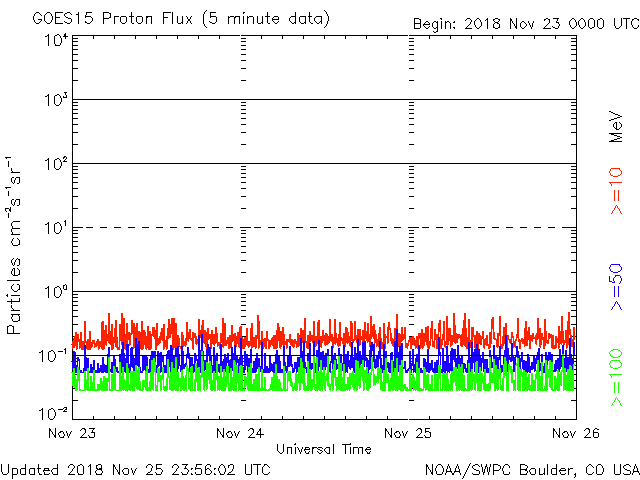 GOES15 Proton Flux (5 minute data)
Begin: 2018 Nov 23 0000 UTC
Particles cm⁻²s⁻¹sr⁻¹
10⁴
10³
10²
10¹
10⁰
10⁻¹
10⁻²
Nov 23
Nov 24
Nov 25
Nov 26
Universal Time
MeV
>=10
>=50
>=100
Updated 2018 Nov 25 23:56:02 UTC
NOAA/SWPC Boulder, CO USA